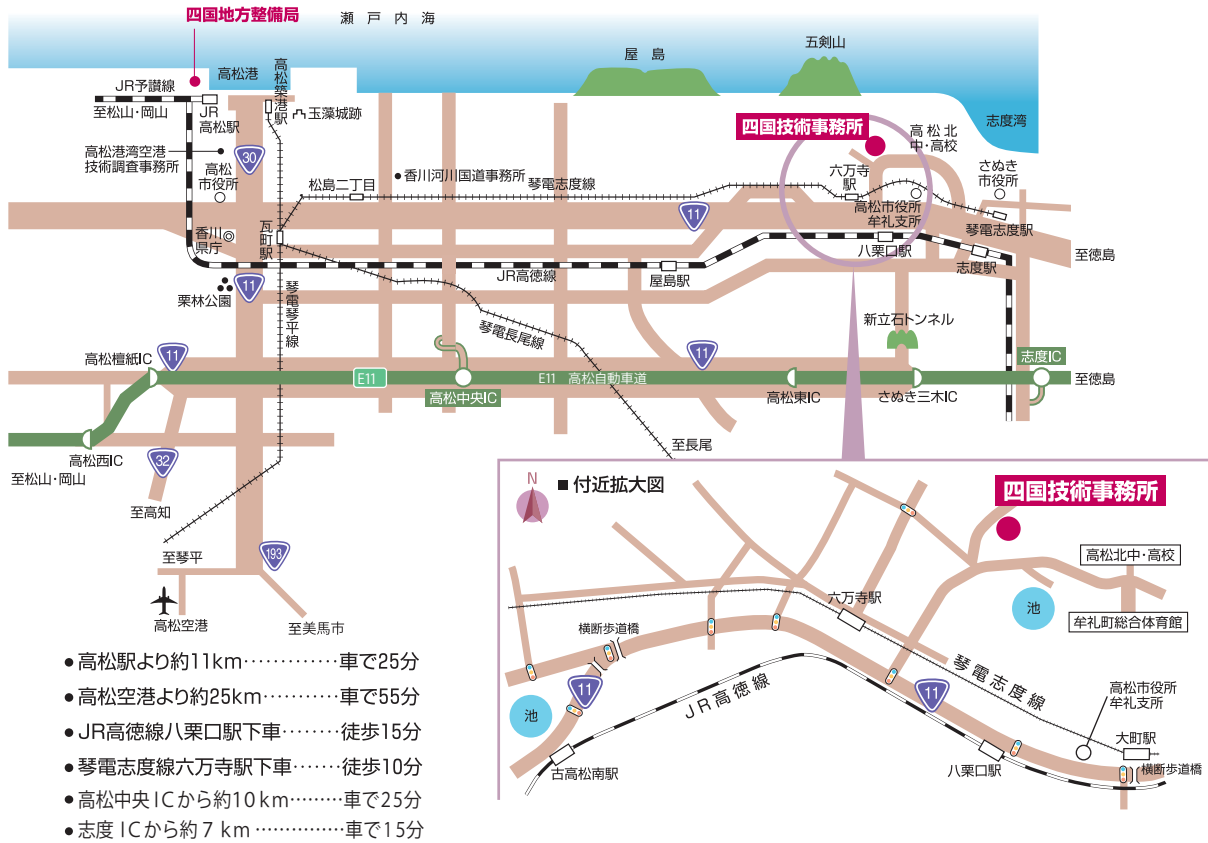 四国地方整備局
瀬戸内海
高松港
屋島
五剣山
志度湾
JR予讃線
至松山・岡山
JR
高松駅
高松築港駅
玉藻城跡
高松港湾空港
技術調査事務所
高松
市役所
30
香川河川国道事務所
松島二丁目
琴電志度線
四国技術事務所
高松北
中・高校
六万寺
駅
さぬき
市役所
11
高松市役所
牟礼支所
琴電志度駅
至徳島
香川
県庁
瓦町駅
八栗口駅
志度駅
JR高徳線
屋島駅
栗林公園
11
琴電琴平線
琴電長尾線
新立石トンネル
高松檀紙IC
11
11
志度IC
E11
E11 高松自動車道
至徳島
高松中央IC
高松東IC
さぬき三木IC
高松西IC
至松山・岡山
32
至長尾
至高知
至琴平
193
高松空港
至美馬市
N
■付近拡大図
四国技術事務所
高松北中・高校
池
六万寺駅
牟礼町総合体育館
横断歩道橋
11
琴電志度線
JR高徳線
11
池
高松市役所
牟礼支所
大町駅
古高松南駅
八栗口駅
横断歩道橋
●高松駅より約11km…………車で25分
●高松空港より約25km………車で55分
●JR高徳線八栗口駅下車……徒歩15分
●琴電志度線六万寺駅下車……徒歩10分
●高松中央ICから約10km………車で25分
●志度ICから約7km……………車で15分